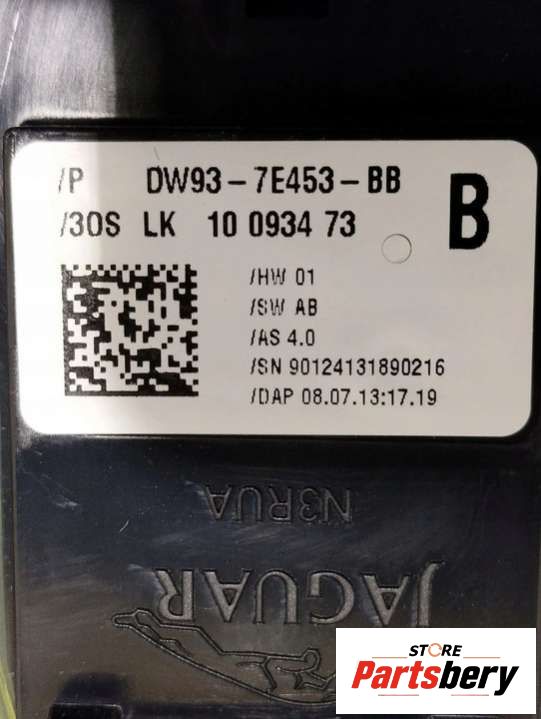 /P DW93-7E453-BB
B
/3OS LK 10 0934 73
/HW 01
/SW AB
/AS 4.0
/SN 90124131890216
/DAP 08.07.13:17.19
N3RUA
JAGUAR
STORE
Partsbery